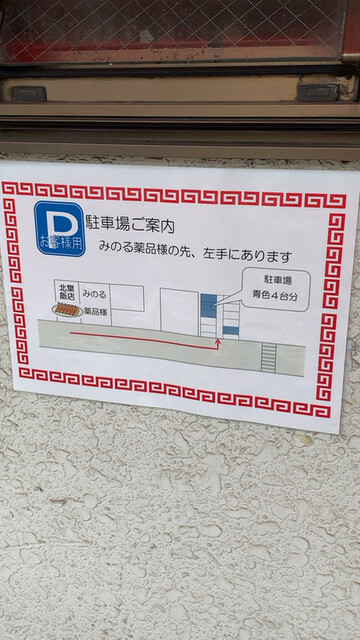 P
お客様用
駐車場ご案内
みのる薬品様の先、左手にあります
駐車場
青色4台分
北葉
飯店
みのる
薬品様